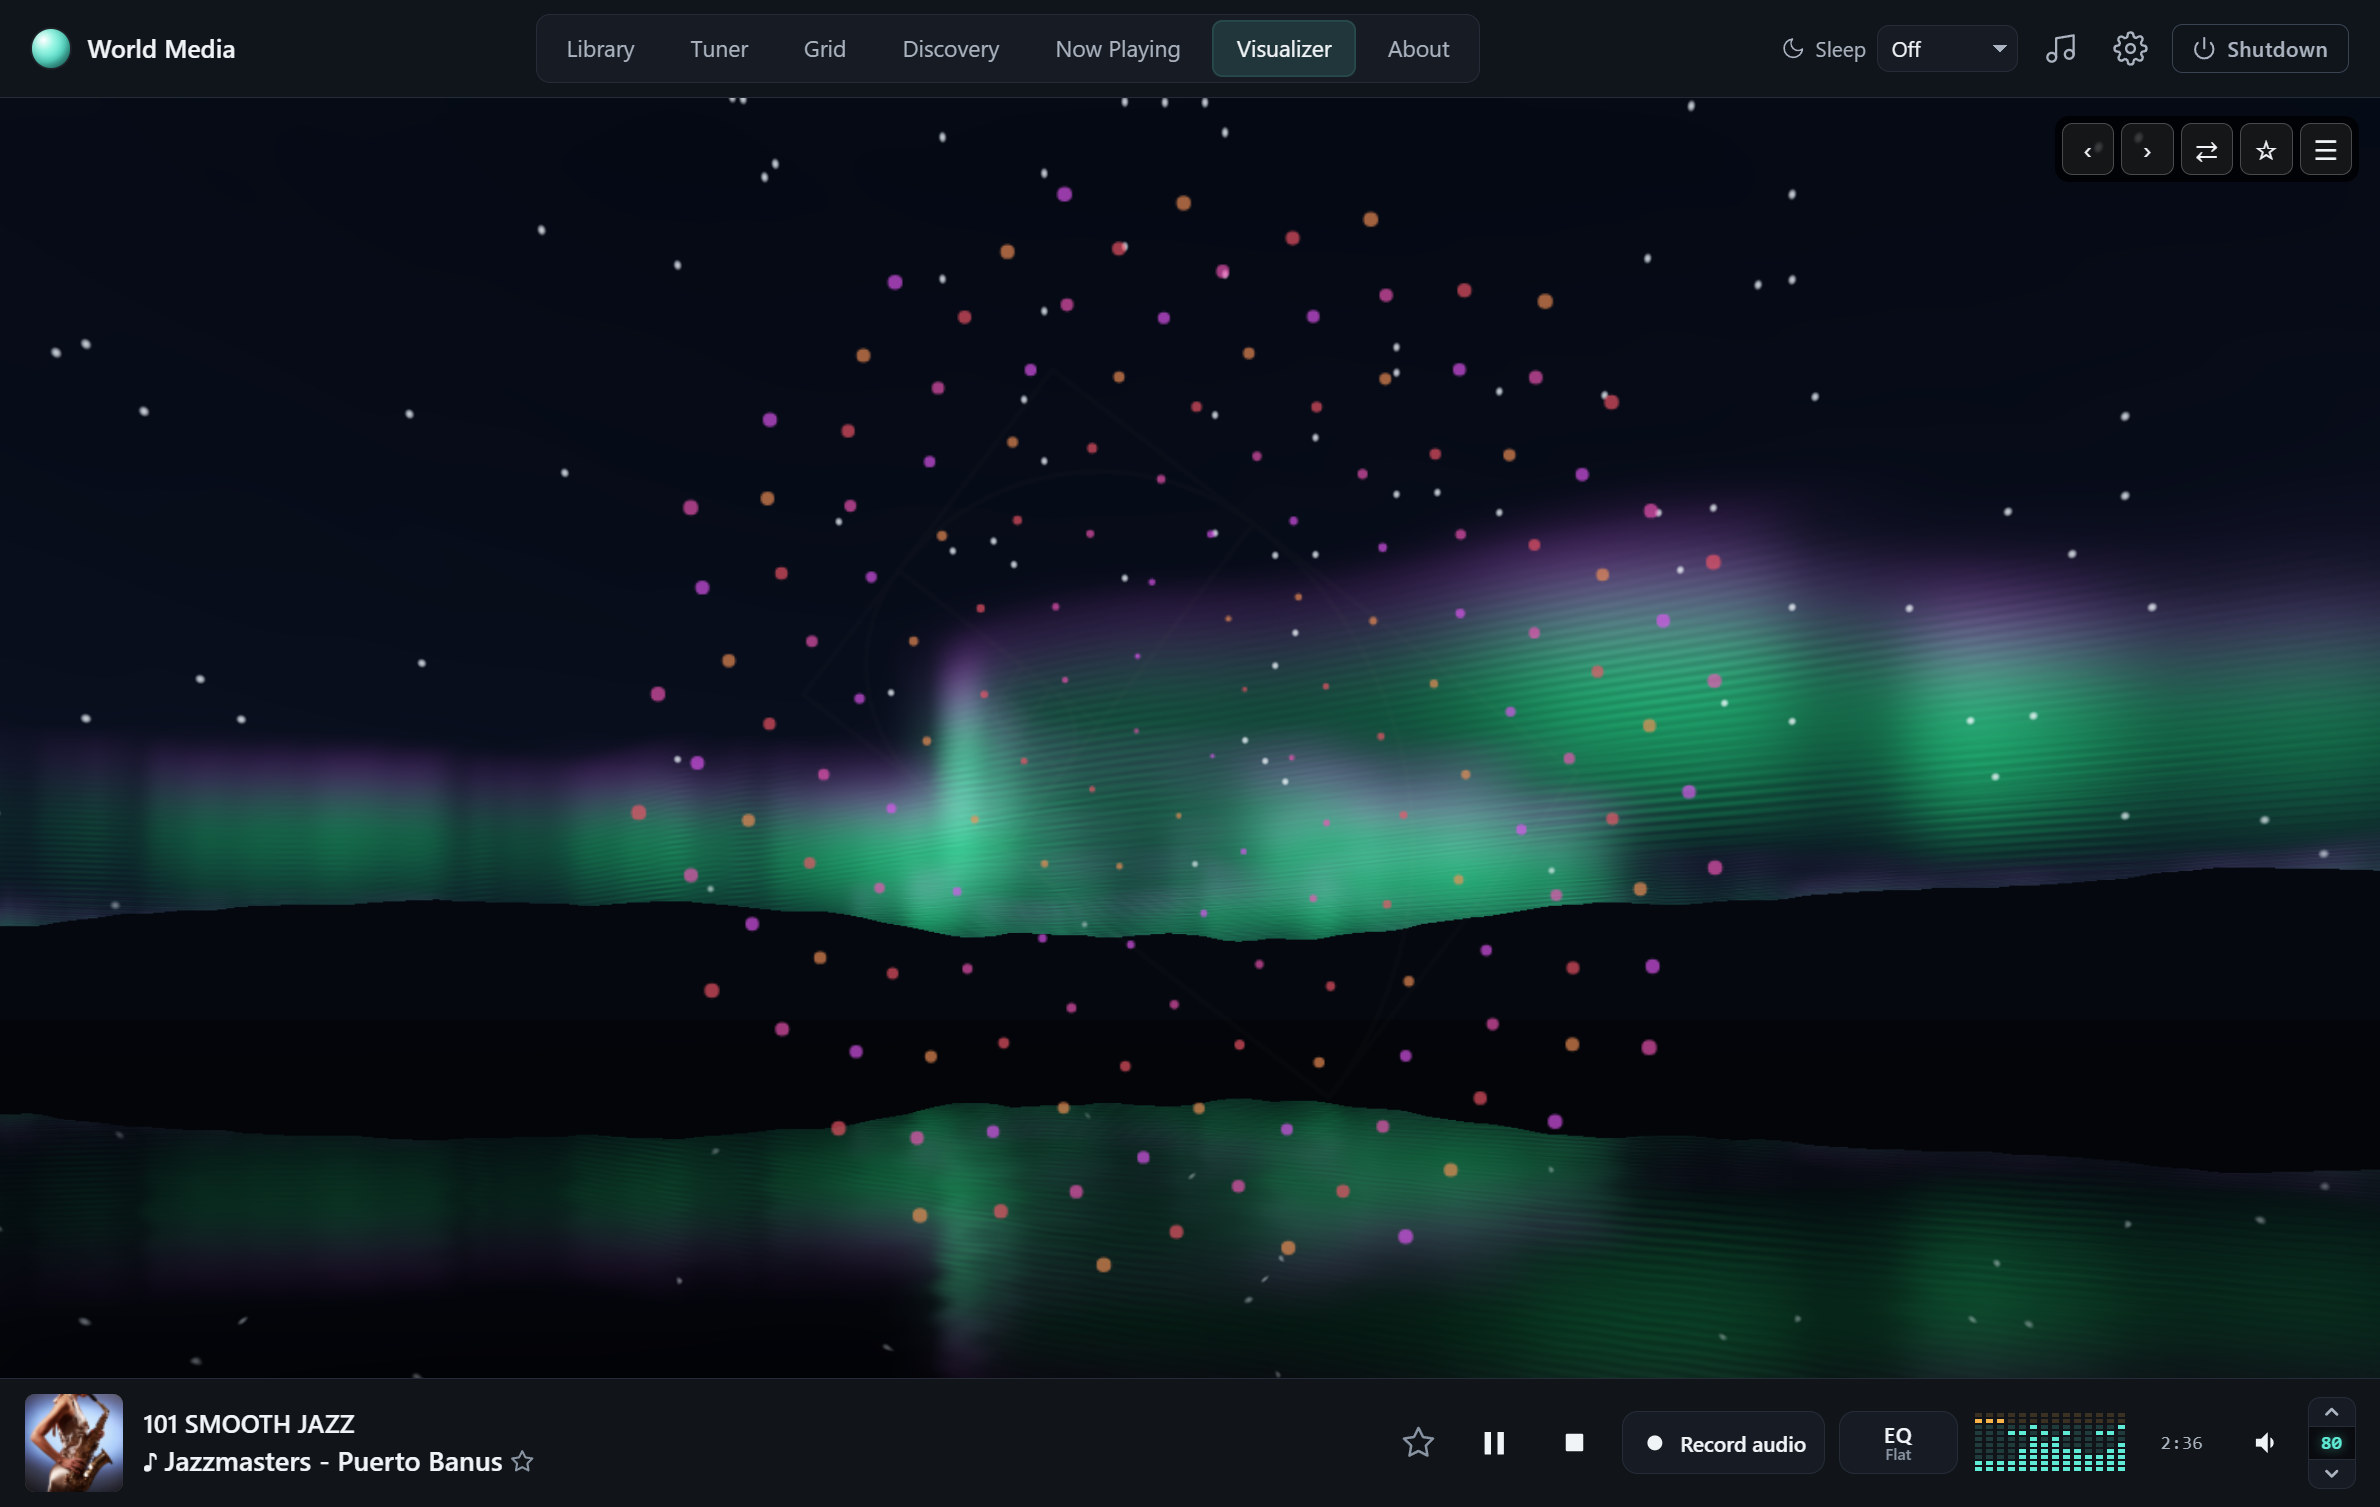 World Media
Library
Tuner
Grid
Discovery
Now Playing
Visualizer
About
Sleep
Off
Shutdown
101 SMOOTH JAZZ
Jazzmasters - Puerto Banus
Record audio
EQ
Flat
2:36
80